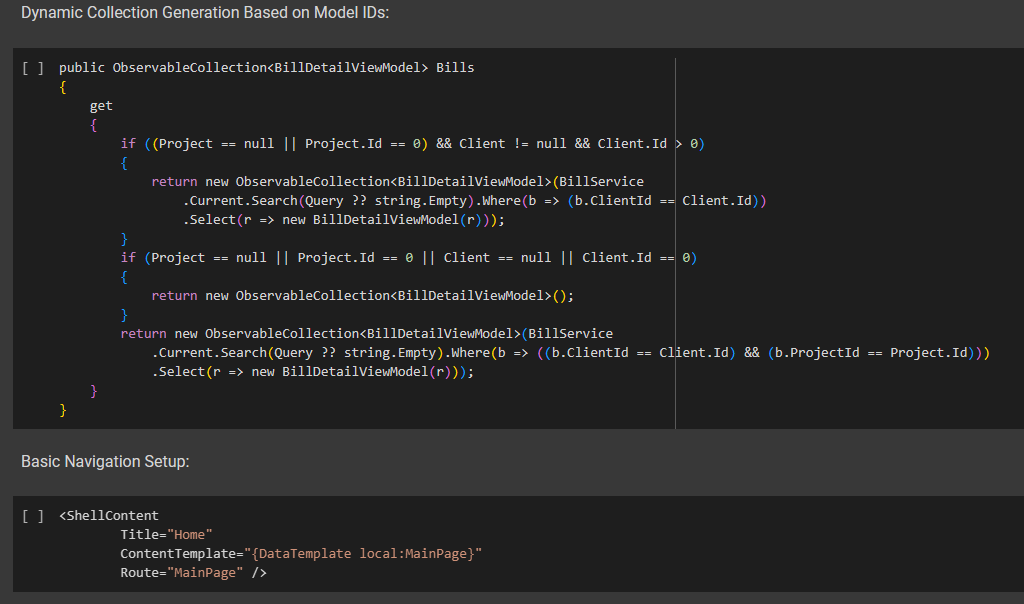 Dynamic Collection Generation Based on Model IDs:
[ ] public ObservableCollection<BillDetailViewModel> Bills
{
    get
    {
        if ((Project == null || Project.Id == 0) && Client != null && Client.Id > 0)
        {
            return new ObservableCollection<BillDetailViewModel>(BillService
                .Current.Search(Query ?? string.Empty).Where(b => (b.ClientId == Client.Id))
                .Select(r => new BillDetailViewModel(r)));
        }
        if (Project == null || Project.Id == 0 || Client == null || Client.Id == 0)
        {
            return new ObservableCollection<BillDetailViewModel>();
        }
        return new ObservableCollection<BillDetailViewModel>(BillService
            .Current.Search(Query ?? string.Empty).Where(b => ((b.ClientId == Client.Id) && (b.ProjectId == Project.Id)))
            .Select(r => new BillDetailViewModel(r)));
    }
}
Basic Navigation Setup:
[ ] <ShellContent
        Title="Home"
        ContentTemplate="{DataTemplate local:MainPage}"
        Route="MainPage" />